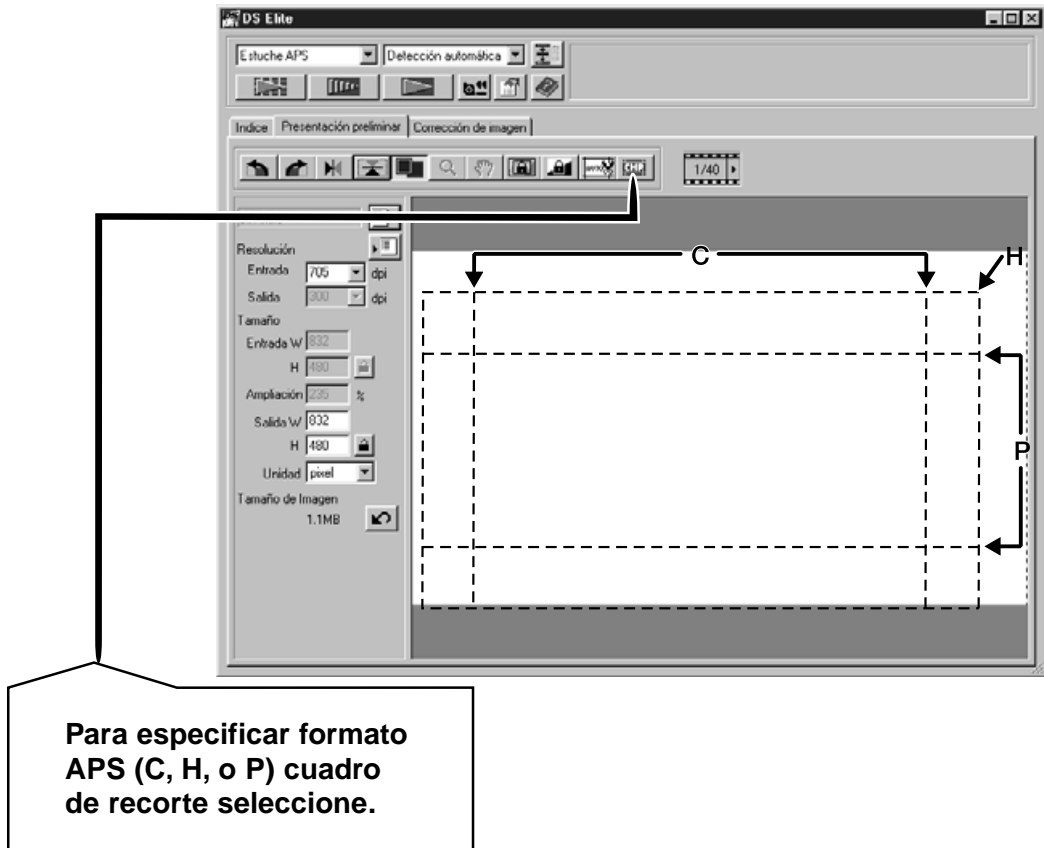 DS Elite
Estuche APS Detección automática
Indice Presentación preliminar Corrección de imagen
1/40
Resolución
Entrada 705 dpi
Salida 300 dpi
Tamaño
Entrada W 832
H 480
Ampliación 235 %
Salida W 832
H 480
Unidad pixel
Tamaño de Imagen
1.1MB
C
H
P
Para especificar formato
APS (C, H, o P) cuadro
de recorte seleccione.